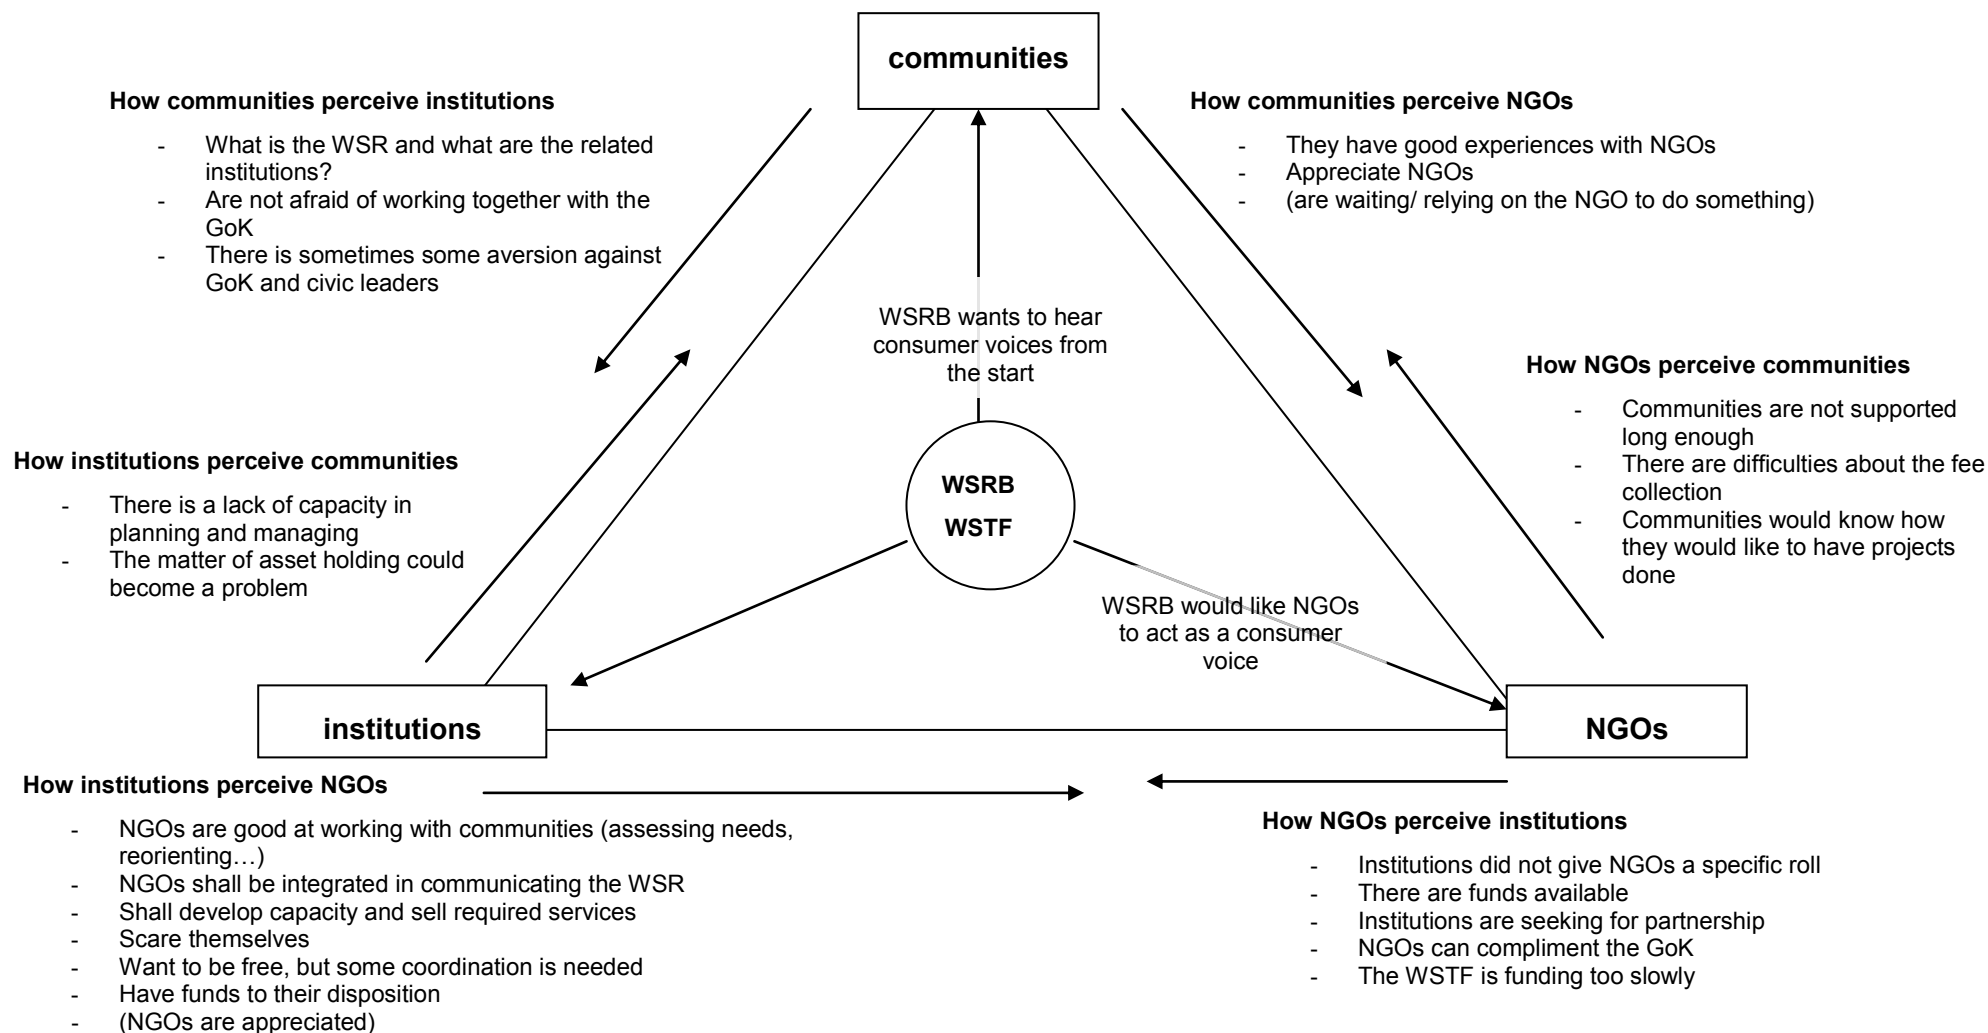 communities
How communities perceive institutions
- What is the WSR and what are the related
institutions?
- Are not afraid of working together with the
GoK
- There is sometimes some aversion against
GoK and civic leaders
How communities perceive NGOs
- They have good experiences with NGOs
- Appreciate NGOs
- (are waiting/ relying on the NGO to do something)
WSRB wants to hear
consumer voices from
the start
How NGOs perceive communities
- Communities are not supported
long enough
- There are difficulties about the fee
collection
- Communities would know how
they would like to have projects
done
How institutions perceive communities
- There is a lack of capacity in
planning and managing
- The matter of asset holding could
become a problem
WSRB
WSTF
WSRB would like NGOs
to act as a consumer
voice
institutions
NGOs
How institutions perceive NGOs
- NGOs are good at working with communities (assessing needs,
reorienting…)
- NGOs shall be integrated in communicating the WSR
- Shall develop capacity and sell required services
- Scare themselves
- Want to be free, but some coordination is needed
- Have funds to their disposition
- (NGOs are appreciated)
How NGOs perceive institutions
- Institutions did not give NGOs a specific roll
- There are funds available
- Institutions are seeking for partnership
- NGOs can compliment the GoK
- The WSTF is funding too slowly